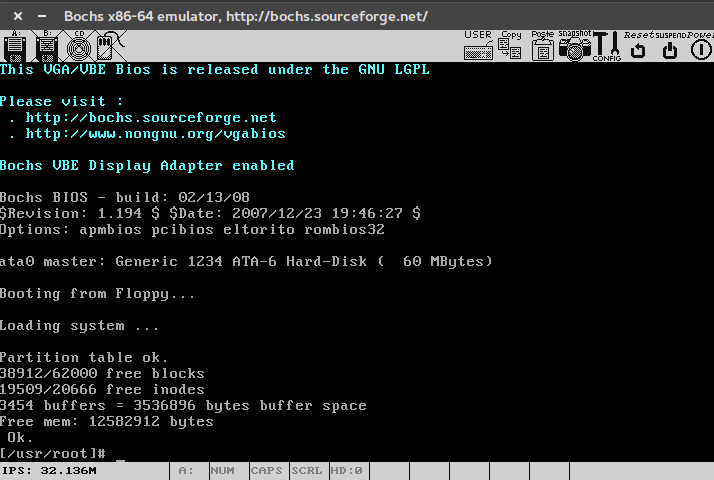 Bochs x86-64 emulator, http://bochs.sourceforge.net/
A: B: CD USER Copy Paste snapshot CONFIG Reset SUSPEND Power
This VGA/VBE Bios is released under the GNU LGPL
Please visit :
. http://bochs.sourceforge.net
. http://www.nongnu.org/vgabios
Bochs VBE Display Adapter enabled
Bochs BIOS - build: 02/13/08
$Revision: 1.194 $ $Date: 2007/12/23 19:46:27 $
Options: apmbios pcibios eltorito rombios32
ata0 master: Generic 1234 ATA-6 Hard-Disk (  60 MBytes)
Booting from Floppy...
Loading system ...
Partition table ok.
38912/62000 free blocks
19509/20666 free inodes
3454 buffers = 3536896 bytes buffer space
Free mem: 12582912 bytes
Ok.
[/usr/root]# _
IPS: 32.136M A: NUM CAPS SCRL HD:0